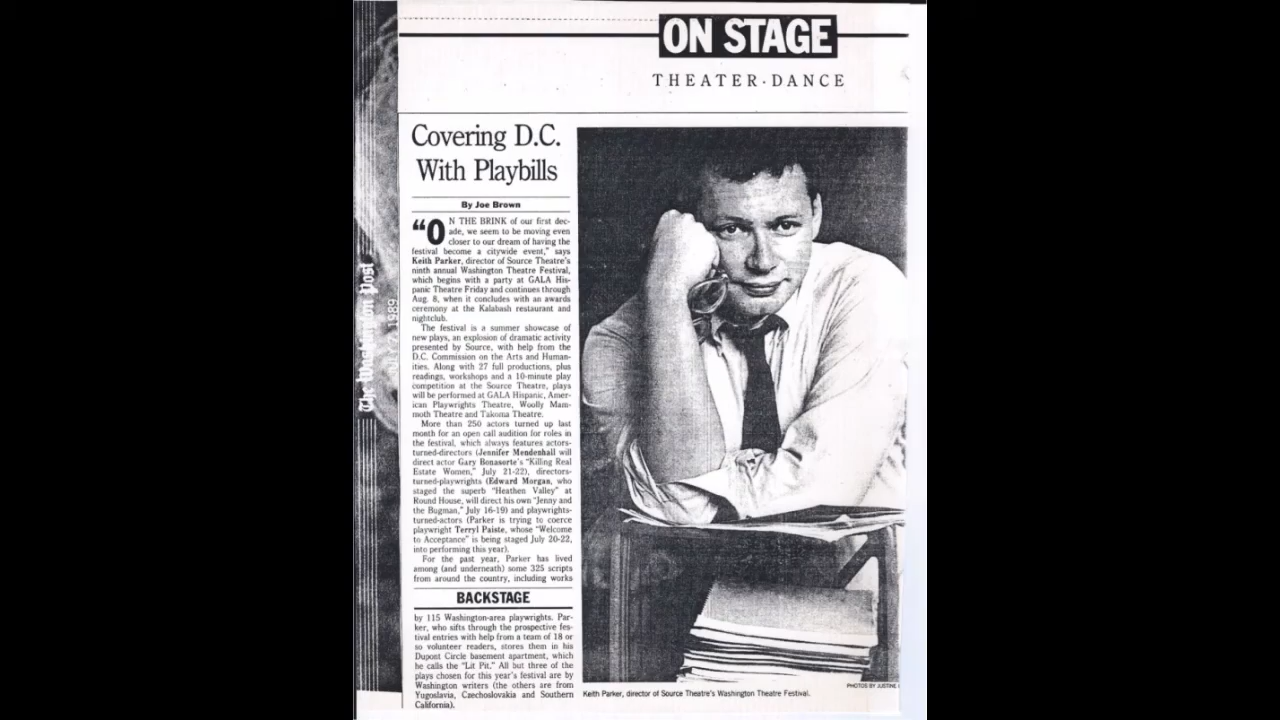 ON STAGE
THEATER·DANCE
The Washington Post
1989
Covering D.C.
With Playbills
By Joe Brown
“ON THE BRINK of our first dec-
ade, we seem to be moving even
closer to our dream of having the
festival become a citywide event,” says
Keith Parker, director of Source Theatre's
ninth annual Washington Theatre Festival,
which begins with a party at GALA His-
panic Theatre Friday and continues through
Aug. 8, when it concludes with an awards
ceremony at the Kalabash restaurant and
nightclub.
The festival is a summer showcase of
new plays, an explosion of dramatic activity
presented by Source, with help from the
D.C. Commission on the Arts and Human-
ities. Along with 27 full productions, plus
readings, workshops and a 10-minute play
competition at the Source Theatre, plays
will be performed at GALA Hispanic, Amer-
ican Playwrights Theatre, Woolly Mam-
moth Theatre and Takoma Theatre.
More than 250 actors turned up last
month for an open call audition for roles in
the festival, which always features actors-
turned-directors (Jennifer Mendenhall will
direct actor Gary Bonasorte's “Killing Real
Estate Women,” July 21-22), directors-
turned-playwrights (Edward Morgan, who
staged the superb “Heathen Valley” at
Round House, will direct his own “Jenny and
the Bugman,” July 16-19) and playwrights-
turned-actors (Parker is trying to coerce
playwright Terryl Paiste, whose “Welcome
to Acceptance” is being staged July 20-22,
into performing this year).
For the past year, Parker has lived
among (and underneath) some 325 scripts
from around the country, including works
BACKSTAGE
by 115 Washington-area playwrights. Par-
ker, who sifts through the prospective fes-
tival entries with help from a team of 18 or
so volunteer readers, stores them in his
Dupont Circle basement apartment, which
he calls the “Lit Pit.” All but three of the
plays chosen for this year's festival are by
Washington writers (the others are from
Yugoslavia, Czechoslovakia and Southern
California).
PHOTOS BY JUSTINE
Keith Parker, director of Source Theatre's Washington Theatre Festival.